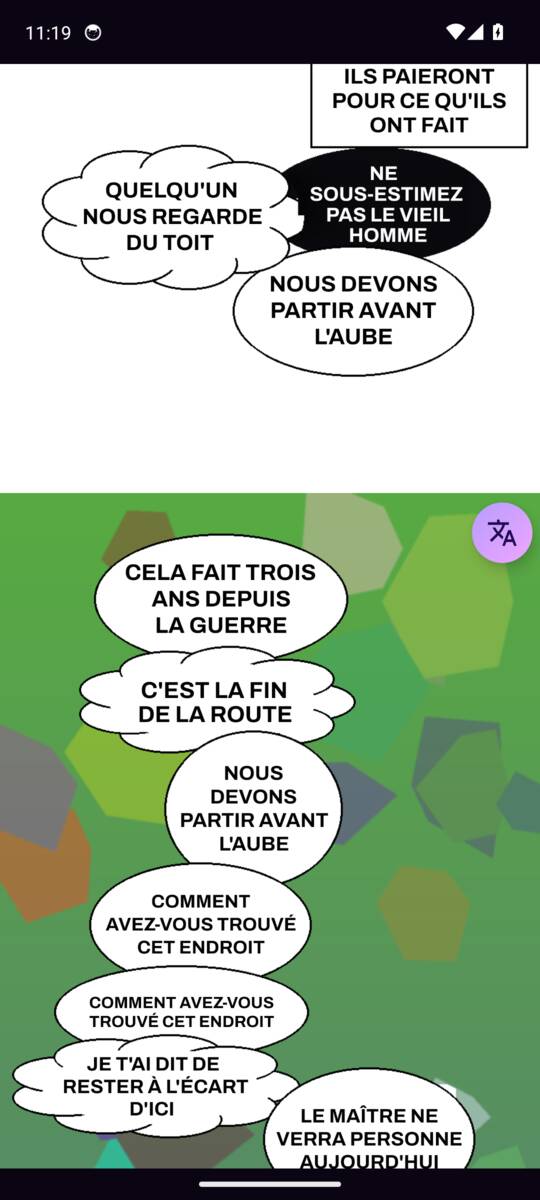 11:19
ILS PAIERONT
POUR CE QU'ILS
ONT FAIT
NE
SOUS-ESTIMEZ
PAS LE VIEIL
HOMME
QUELQU'UN
NOUS REGARDE
DU TOIT
NOUS DEVONS
PARTIR AVANT
L'AUBE
CELA FAIT TROIS
ANS DEPUIS
LA GUERRE
C'EST LA FIN
DE LA ROUTE
NOUS
DEVONS
PARTIR AVANT
L'AUBE
COMMENT
AVEZ-VOUS TROUVÉ
CET ENDROIT
COMMENT AVEZ-VOUS
TROUVÉ CET ENDROIT
JE T'AI DIT DE
RESTER À L'ÉCART
D'ICI
LE MAÎTRE NE
VERRA PERSONNE
AUJOURD'HUI